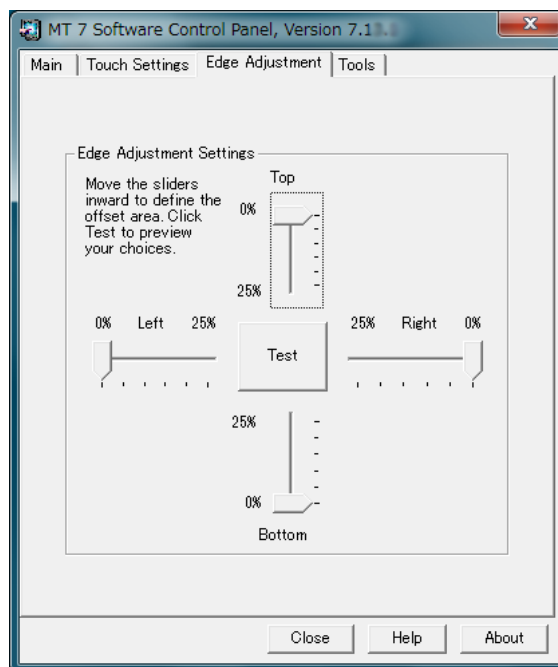 MT 7 Software Control Panel, Version
Main Touch Settings Edge Adjustment Tools
Edge Adjustment Settings
Move the sliders
inward to define the
offset area. Click
Test to preview
your choices.
Top
0%
25%
0% Left 25%
Test
25% Right 0%
25%
0%
Bottom
Close Help About